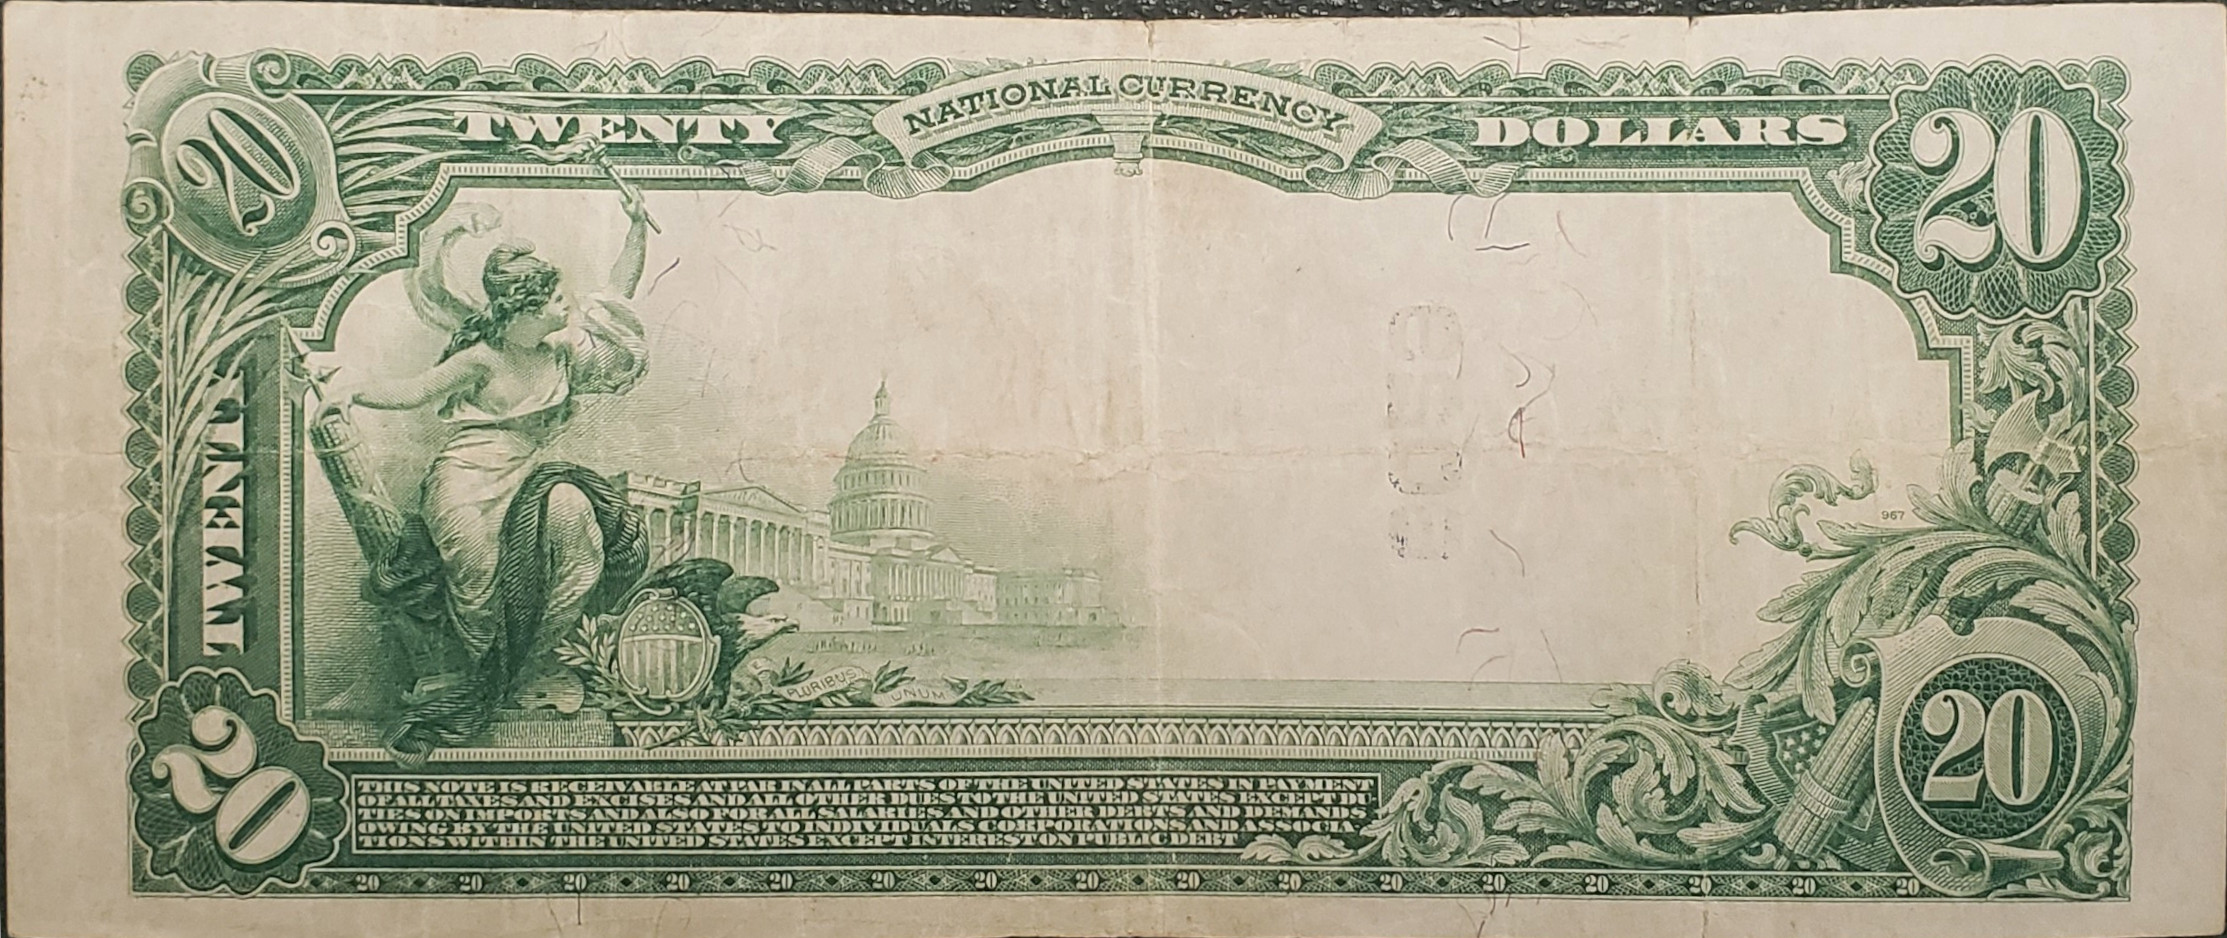 NATIONAL CURRENCY
20 TWENTY DOLLARS 20
TWENTY
967
PLURIBUS UNUM
20
20
THIS NOTE IS RECEIVABLE AT PAR IN ALL PARTS OF THE UNITED STATES IN PAYMENT
OF ALL TAXES AND EXCISES AND ALL OTHER DUES TO THE UNITED STATES EXCEPT DU-
TIES ON IMPORTS AND ALSO FOR ALL SALARIES AND OTHER DEBTS AND DEMANDS
OWING BY THE UNITED STATES TO INDIVIDUALS CORPORATIONS AND ASSOCIA-
TIONS WITHIN THE UNITED STATES EXCEPT INTEREST ON PUBLIC DEBT
20 20 20 20 20 20 20 20 20 20 20 20 20 20 20 20